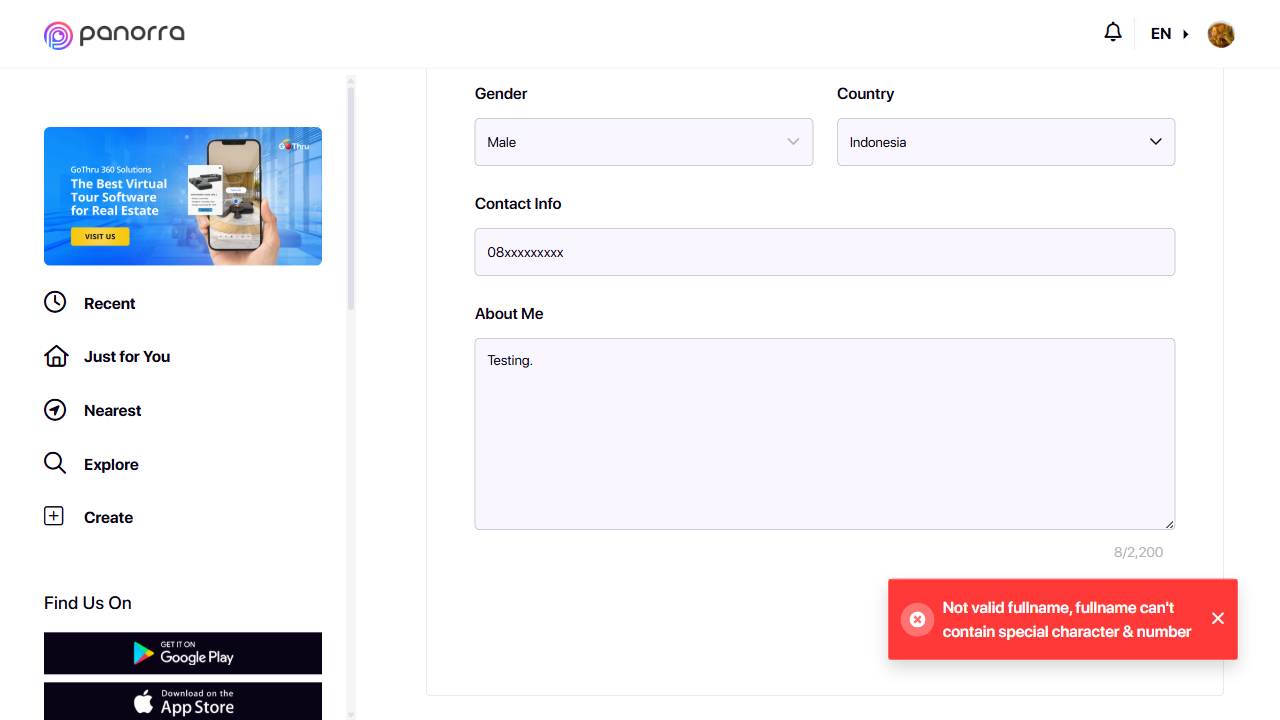 panorra
EN
GoThru
GoThru 360 Solutions
The Best Virtual
Tour Software
for Real Estate
VISIT US
Recent
Just for You
Nearest
Explore
Create
Find Us On
GET IT ON
Google Play
Download on the
App Store
Gender
Country
Male
Indonesia
Contact Info
08xxxxxxxxx
About Me
Testing.
8/2,200
Not valid fullname, fullname can't
contain special character & number